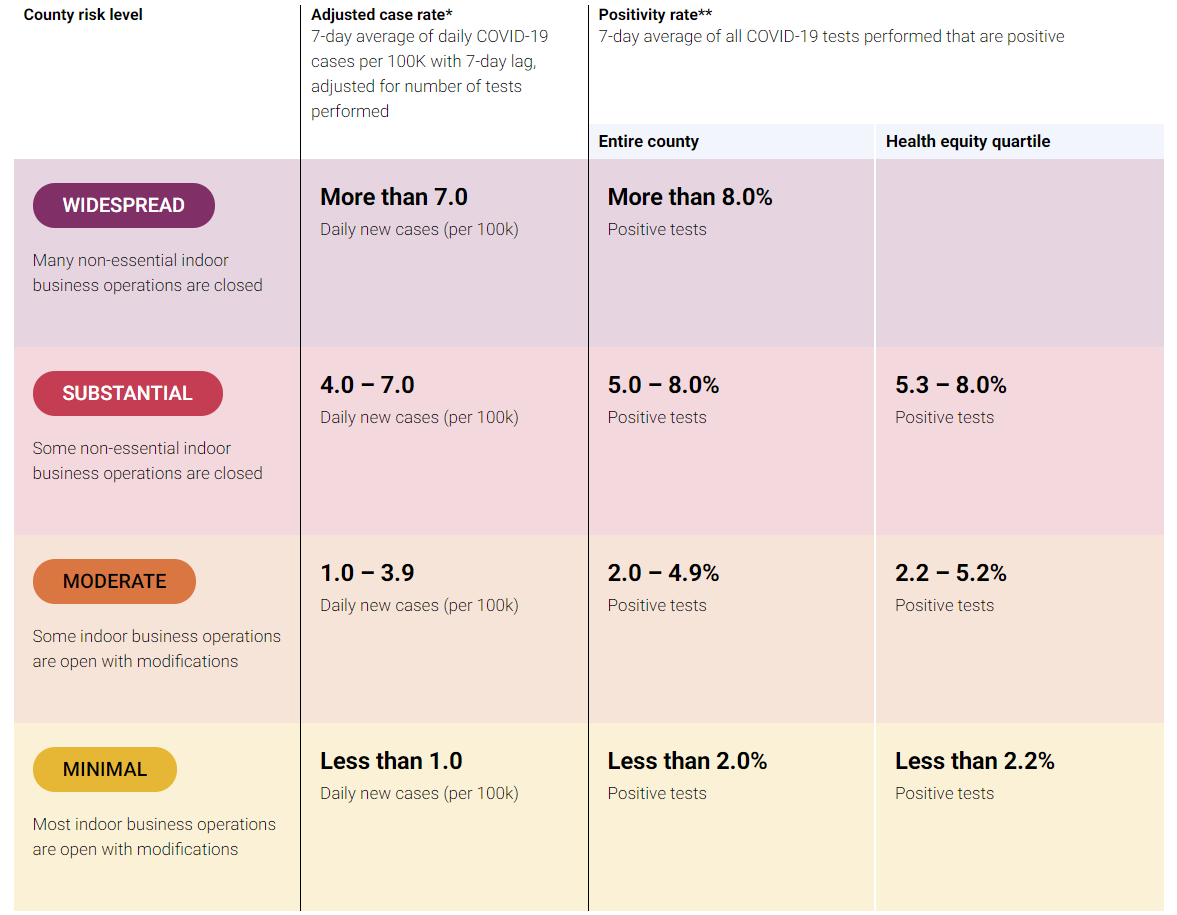 County risk level
Adjusted case rate*
7-day average of daily COVID-19
cases per 100K with 7-day lag,
adjusted for number of tests
performed
Positivity rate**
7-day average of all COVID-19 tests performed that are positive
Entire county
Health equity quartile
WIDESPREAD
Many non-essential indoor
business operations are closed
More than 7.0
Daily new cases (per 100k)
More than 8.0%
Positive tests
SUBSTANTIAL
Some non-essential indoor
business operations are closed
4.0 – 7.0
Daily new cases (per 100k)
5.0 – 8.0%
Positive tests
5.3 – 8.0%
Positive tests
MODERATE
Some indoor business operations
are open with modifications
1.0 – 3.9
Daily new cases (per 100k)
2.0 – 4.9%
Positive tests
2.2 – 5.2%
Positive tests
MINIMAL
Most indoor business operations
are open with modifications
Less than 1.0
Daily new cases (per 100k)
Less than 2.0%
Positive tests
Less than 2.2%
Positive tests